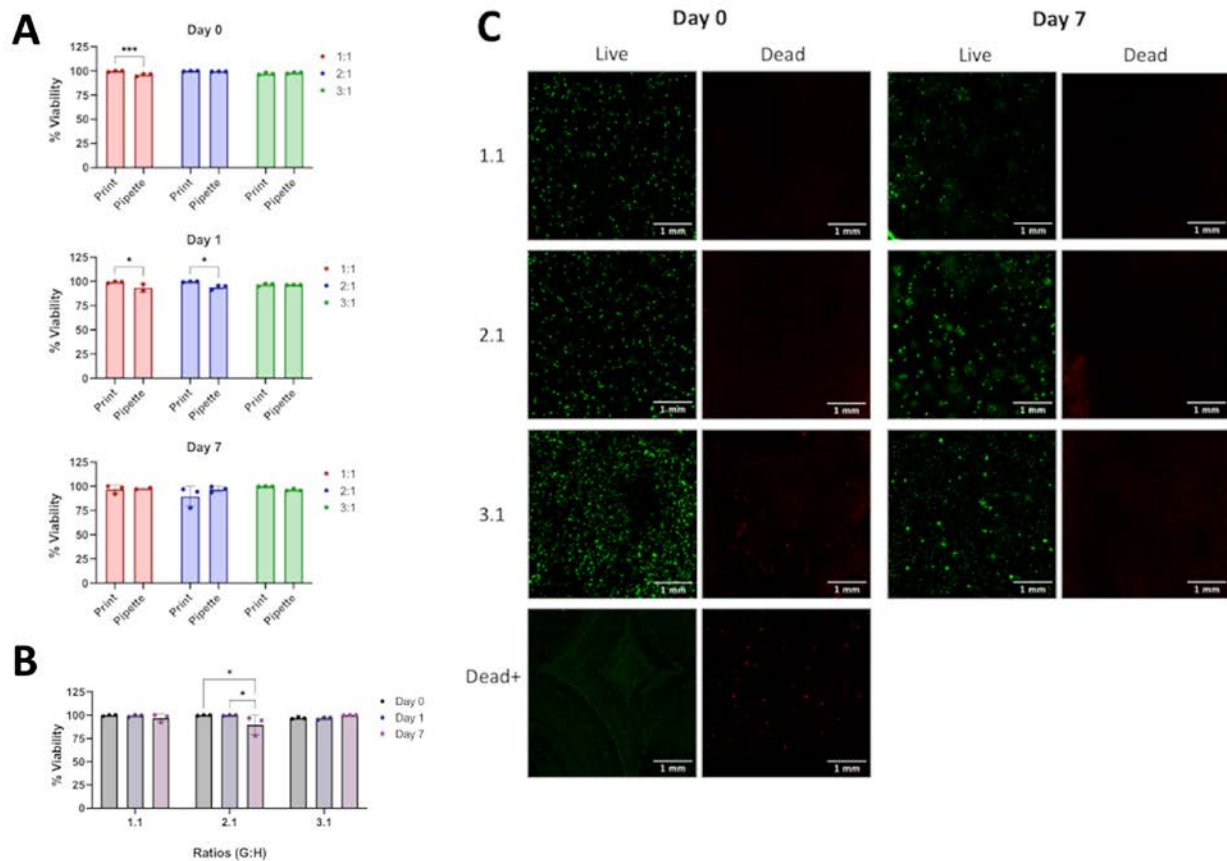 A
Day 0
***
125
100
75
50
25
0
% Viability
Print
Pipette
Print
Pipette
Print
Pipette
1:1
2:1
3:1
Day 1
*
*
125
100
75
50
25
0
% Viability
Print
Pipette
Print
Pipette
Print
Pipette
1:1
2:1
3:1
Day 7
125
100
75
50
25
0
% Viability
Print
Pipette
Print
Pipette
Print
Pipette
1:1
2:1
3:1
B
*
*
125
100
75
50
25
0
% Viability
1.1
2.1
3.1
Ratios (G:H)
Day 0
Day 1
Day 7
C
Day 0
Day 7
Live
Dead
Live
Dead
1.1
1 mm
1 mm
1 mm
1 mm
2.1
1 mm
1 mm
1 mm
1 mm
3.1
1 mm
1 mm
1 mm
1 mm
Dead+
1 mm
1 mm